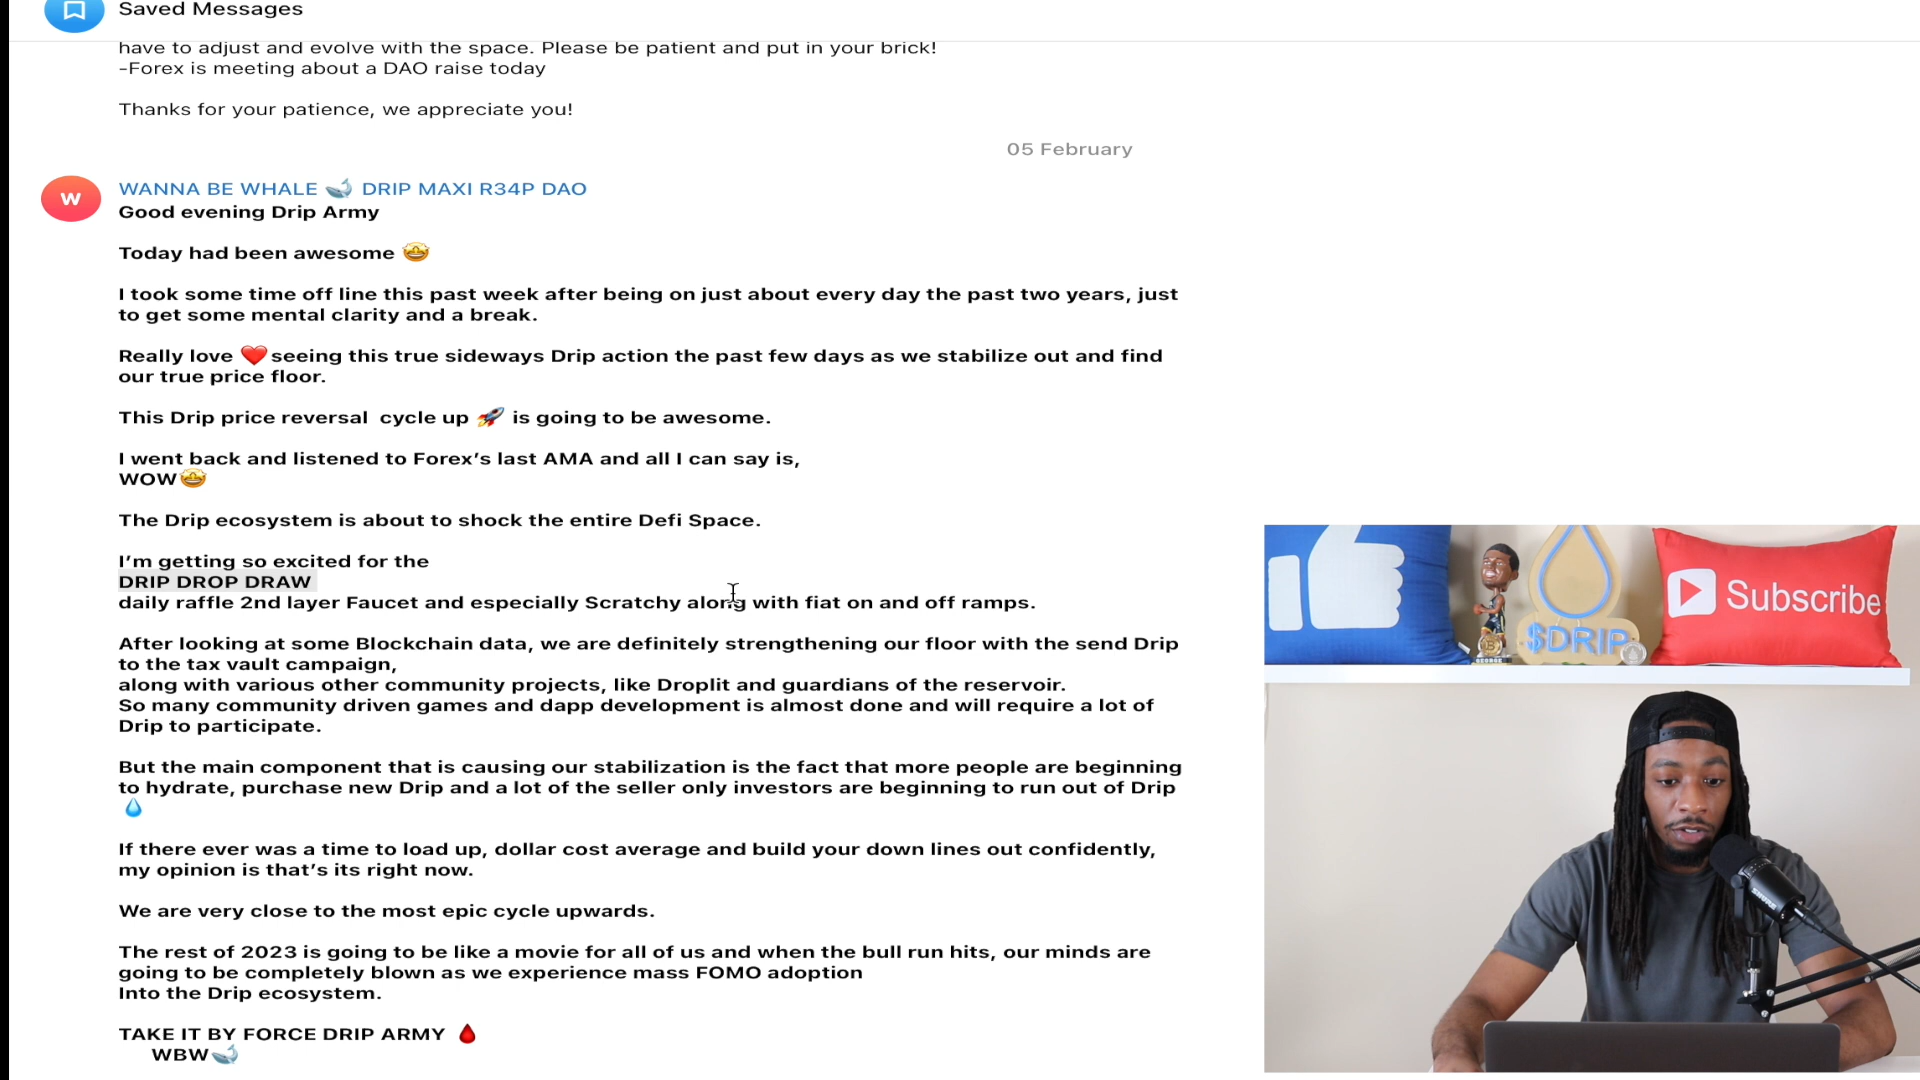 Saved Messages
have to adjust and evolve with the space. Please be patient and put in your brick!
-Forex is meeting about a DAO raise today
Thanks for your patience, we appreciate you!
05 February
W
WANNA BE WHALE 🐋 DRIP MAXI R34P DAO
Good evening Drip Army
Today had been awesome 🤩
I took some time off line this past week after being on just about every day the past two years, just
to get some mental clarity and a break.
Really love ❤️ seeing this true sideways Drip action the past few days as we stabilize out and find
our true price floor.
This Drip price reversal  cycle up 🚀 is going to be awesome.
I went back and listened to Forex’s last AMA and all I can say is,
WOW🤩
The Drip ecosystem is about to shock the entire Defi Space.
I’m getting so excited for the
DRIP DROP DRAW
daily raffle 2nd layer Faucet and especially Scratchy along with fiat on and off ramps.
After looking at some Blockchain data, we are definitely strengthening our floor with the send Drip
to the tax vault campaign,
along with various other community projects, like Droplit and guardians of the reservoir.
So many community driven games and dapp development is almost done and will require a lot of
Drip to participate.
But the main component that is causing our stabilization is the fact that more people are beginning
to hydrate, purchase new Drip and a lot of the seller only investors are beginning to run out of Drip
💧
If there ever was a time to load up, dollar cost average and build your down lines out confidently,
my opinion is that’s its right now.
We are very close to the most epic cycle upwards.
The rest of 2023 is going to be like a movie for all of us and when the bull run hits, our minds are
going to be completely blown as we experience mass FOMO adoption
Into the Drip ecosystem.
TAKE IT BY FORCE DRIP ARMY 🩸
WBW🐋
$DRIP
GEORGE
Subscribe
SHURE